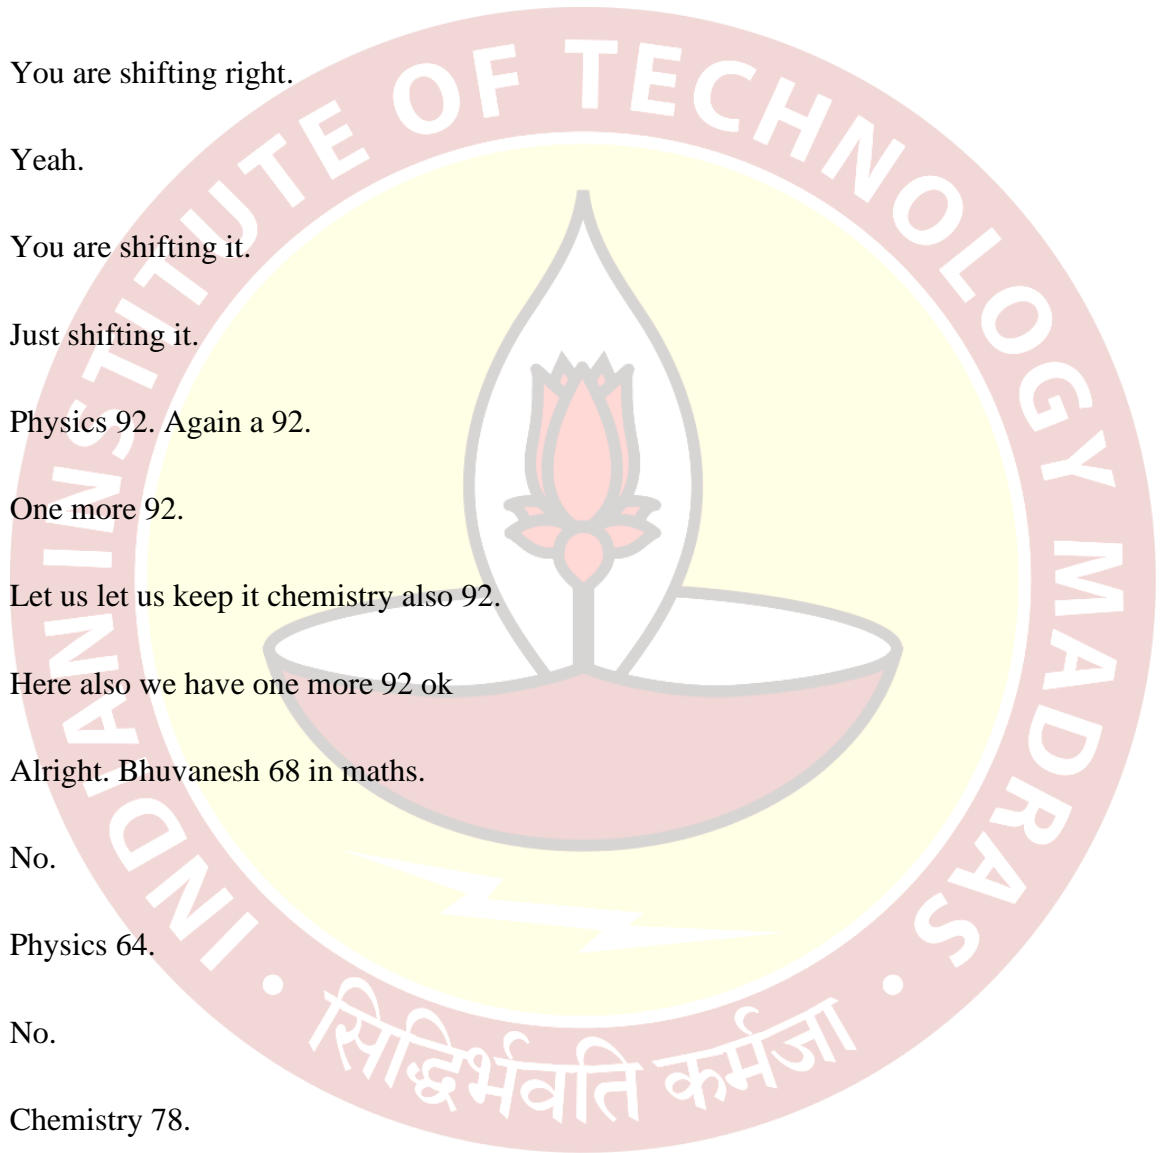 You are shifting right.
Yeah.
You are shifting it.
Just shifting it.
Physics 92. Again a 92.
One more 92.
Let us let us keep it chemistry also 92.
Here also we have one more 92 ok
Alright. Bhuvanesh 68 in maths.
No.
Physics 64.
No.
Chemistry 78.
INDIAN INSTITUTE OF TECHNOLOGY MADRAS
सिद्धिर्भवति कर्मजा